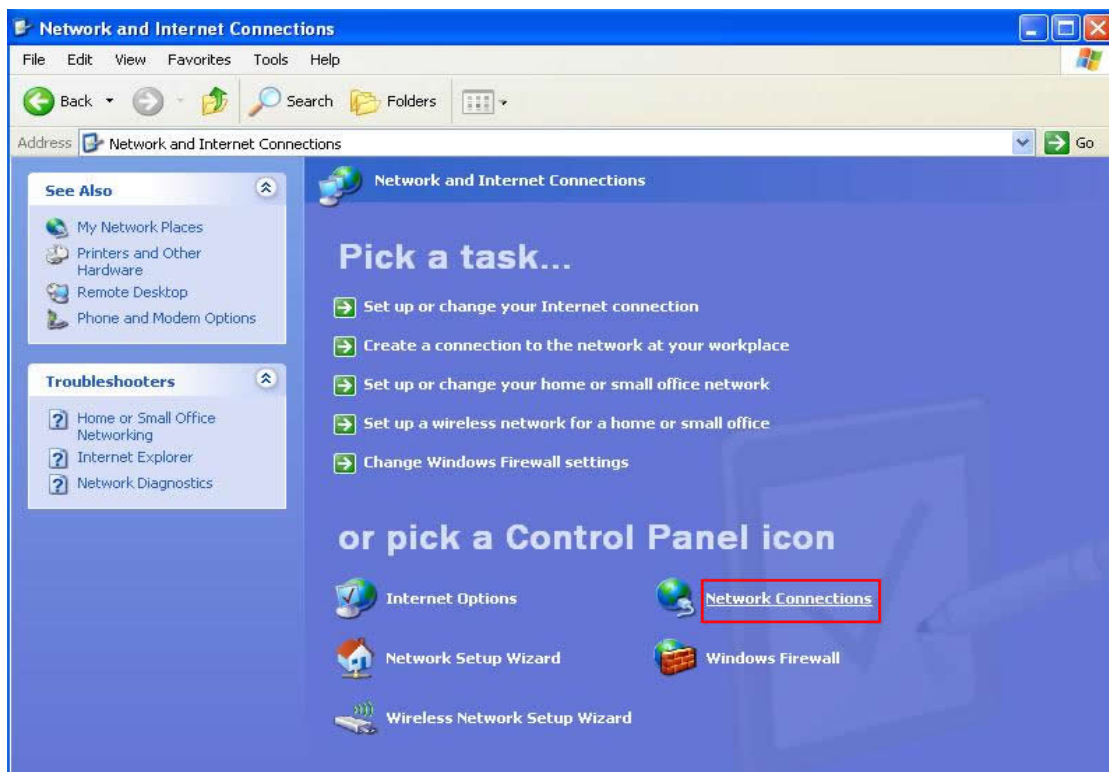 Network and Internet Connections
File Edit View Favorites Tools Help
Back Search Folders
Address Network and Internet Connections Go
See Also
My Network Places
Printers and Other
Hardware
Remote Desktop
Phone and Modem Options
Troubleshooters
Home or Small Office
Networking
Internet Explorer
Network Diagnostics
Network and Internet Connections
Pick a task...
Set up or change your Internet connection
Create a connection to the network at your workplace
Set up or change your home or small office network
Set up a wireless network for a home or small office
Change Windows Firewall settings
or pick a Control Panel icon
Internet Options Network Connections
Network Setup Wizard Windows Firewall
Wireless Network Setup Wizard